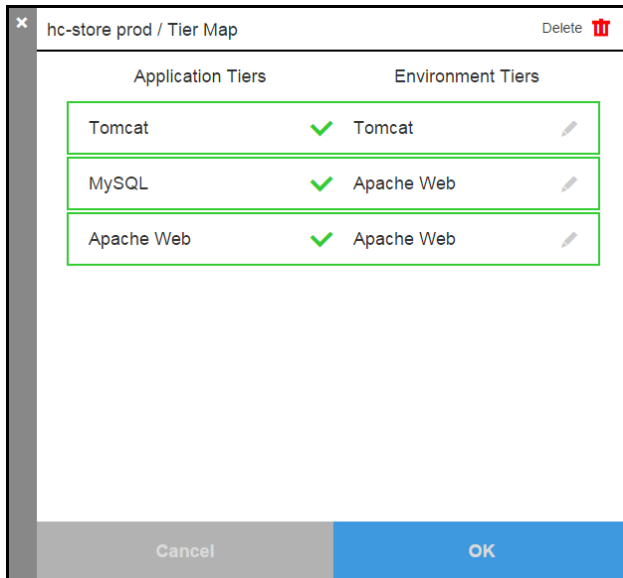 hc-store prod / Tier Map Delete
Application Tiers Environment Tiers
Tomcat Tomcat
MySQL Apache Web
Apache Web Apache Web
Cancel OK